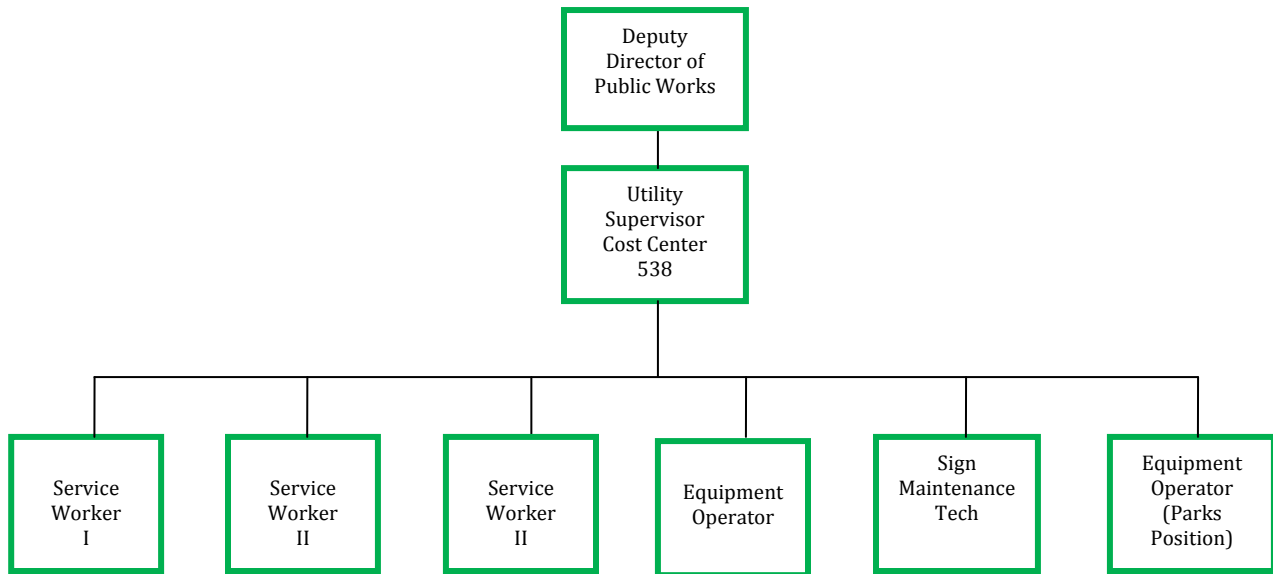 Deputy
Director of
Public Works
Utility
Supervisor
Cost Center
538
Service
Worker
I
Service
Worker
II
Service
Worker
II
Equipment
Operator
Sign
Maintenance
Tech
Equipment
Operator
(Parks
Position)